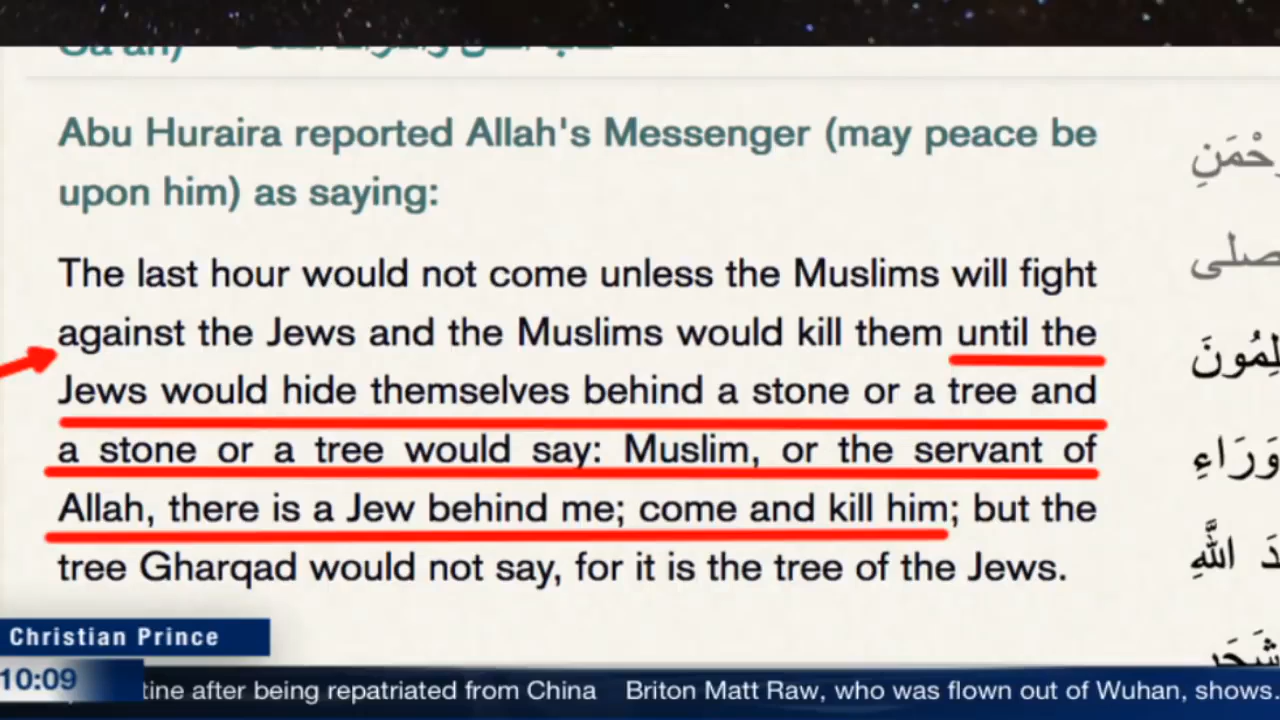 Abu Huraira reported Allah's Messenger (may peace be
upon him) as saying:
The last hour would not come unless the Muslims will fight
against the Jews and the Muslims would kill them until the
Jews would hide themselves behind a stone or a tree and
a stone or a tree would say: Muslim, or the servant of
Allah, there is a Jew behind me; come and kill him; but the
tree Gharqad would not say, for it is the tree of the Jews.
صلى
وَرَاءِ
اللَّهِ
Christian Prince
10:09
after being repatriated from China Briton Matt Raw, who was flown out of Wuhan, shows.